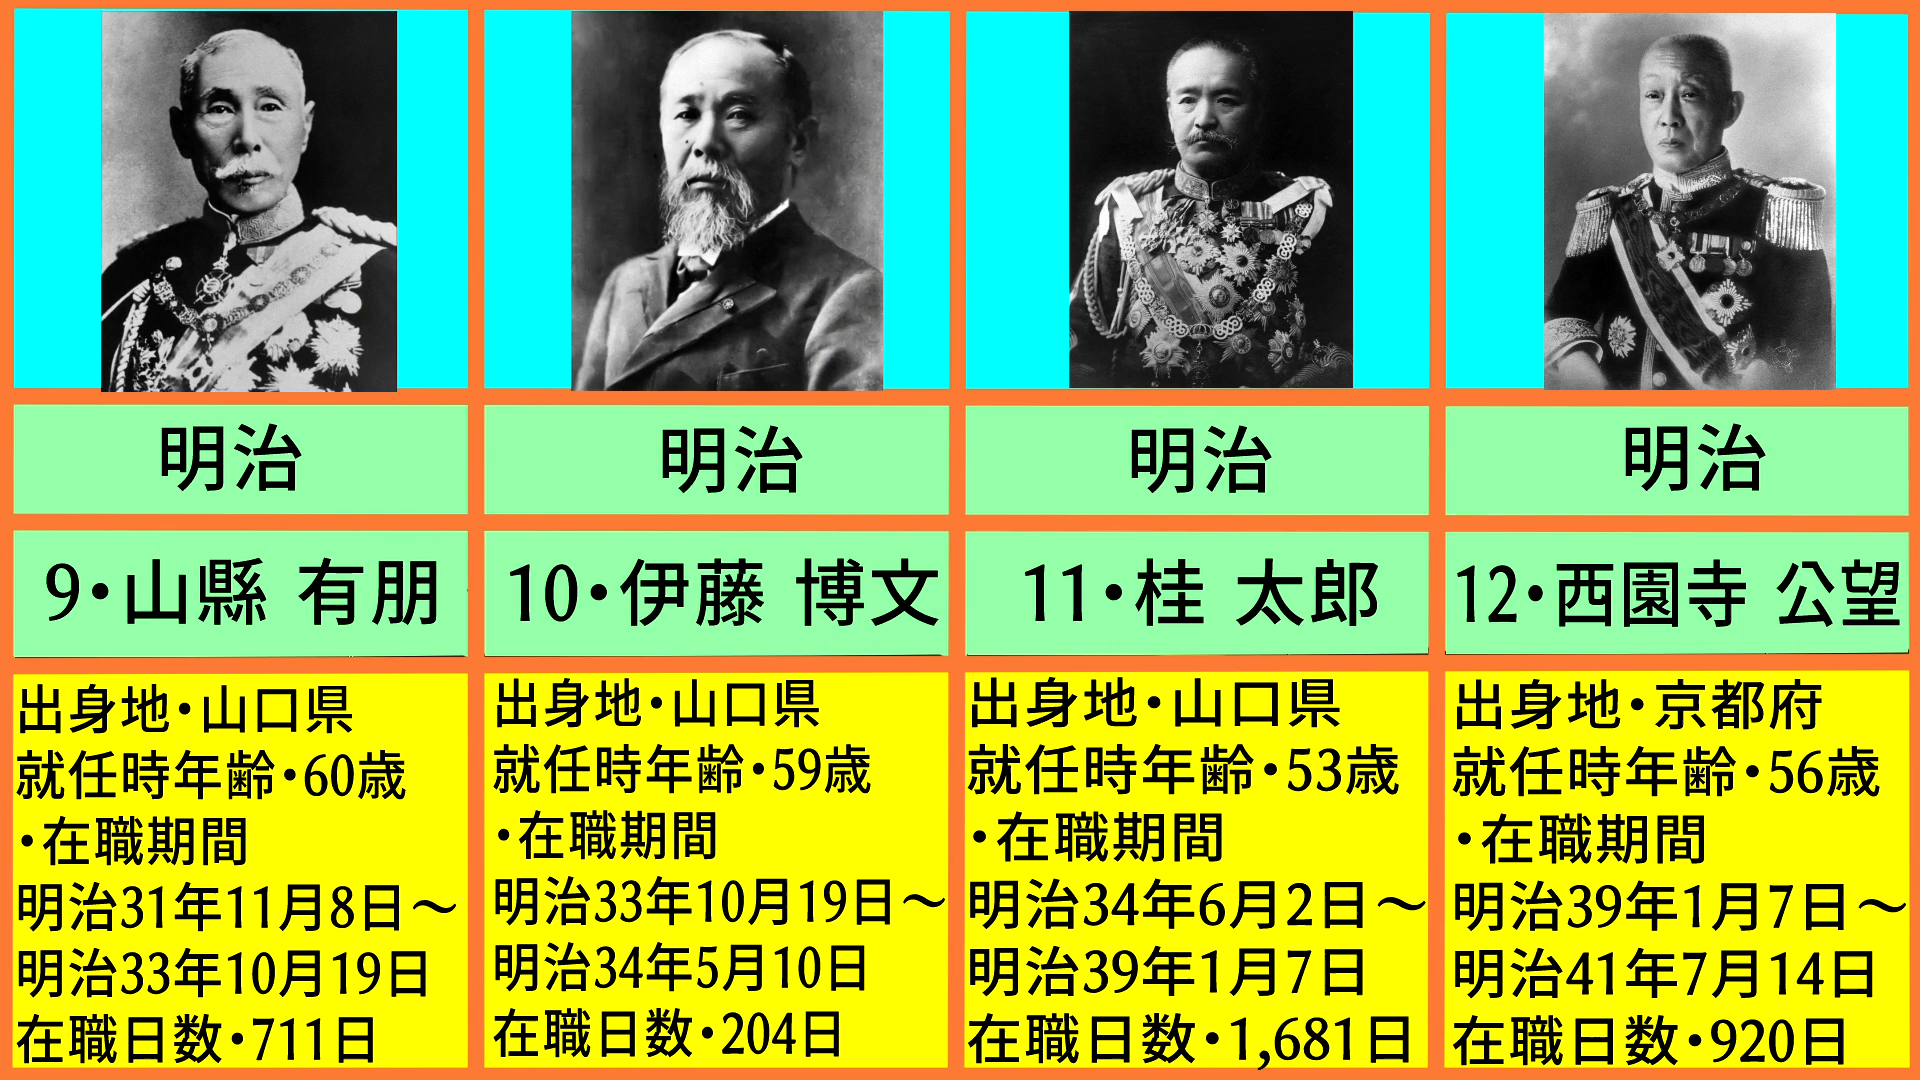 明治
9・山縣 有朋
出身地・山口県
就任時年齢・60歳
・在職期間
明治31年11月8日～
明治33年10月19日
在職日数・711日
明治
10・伊藤 博文
出身地・山口県
就任時年齢・59歳
・在職期間
明治33年10月19日～
明治34年5月10日
在職日数・204日
明治
11・桂 太郎
出身地・山口県
就任時年齢・53歳
・在職期間
明治34年6月2日～
明治39年1月7日
在職日数・1,681日
明治
12・西園寺 公望
出身地・京都府
就任時年齢・56歳
・在職期間
明治39年1月7日～
明治41年7月14日
在職日数・920日